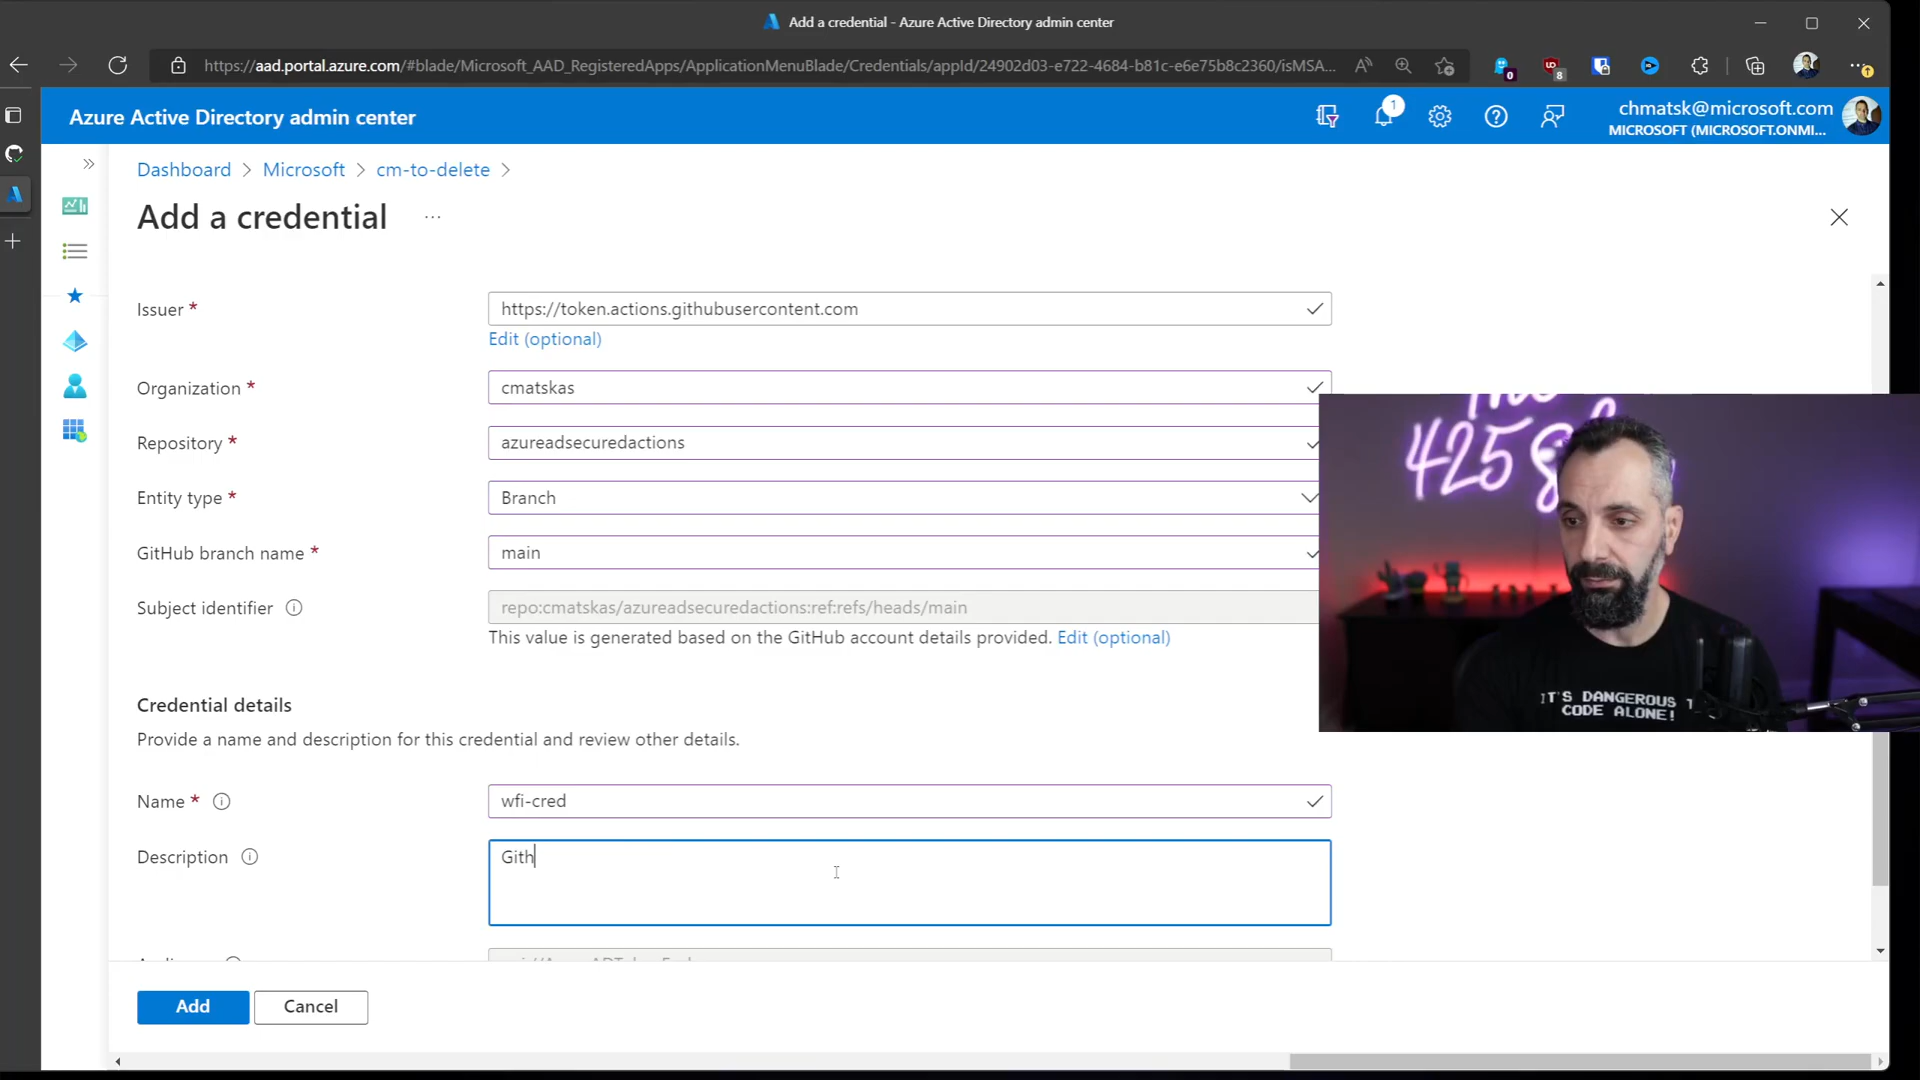 Add a credential - Azure Active Directory admin center
https://aad.portal.azure.com/#blade/Microsoft_AAD_RegisteredApps/ApplicationMenuBlade/Credentials/appId/24902d03-e722-4684-b81c-e6e75b8c2360/isMSA...
0
8
Azure Active Directory admin center
1
chmatsk@microsoft.com
MICROSOFT (MICROSOFT.ONMI...
Dashboard > Microsoft > cm-to-delete >
Add a credential ...
Issuer * https://token.actions.githubusercontent.com
Edit (optional)
Organization * cmatskas
Repository * azureadsecuredactions
Entity type * Branch
GitHub branch name * main
Subject identifier repo:cmatskas/azureadsecuredactions:ref:refs/heads/main
This value is generated based on the GitHub account details provided. Edit (optional)
425
IT'S DANGEROUS T
CODE ALONE!
Credential details
Provide a name and description for this credential and review other details.
Name * wfi-cred
Description Gith
Add Cancel